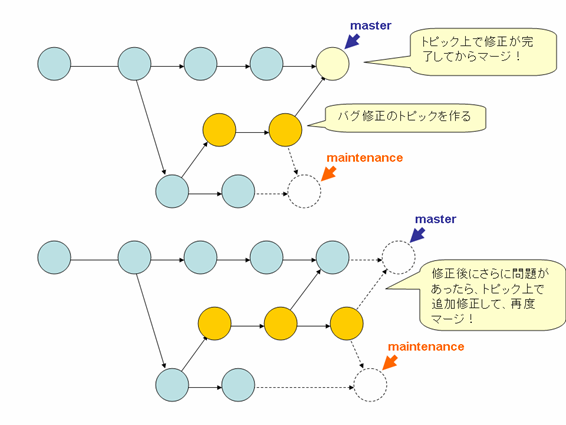 master
トピック上で修正が完
了してからマージ！
バグ修正のトピックを作る
maintenance
master
修正後にさらに問題が
あったら、トピック上で
追加修正して、再度
マージ！
maintenance